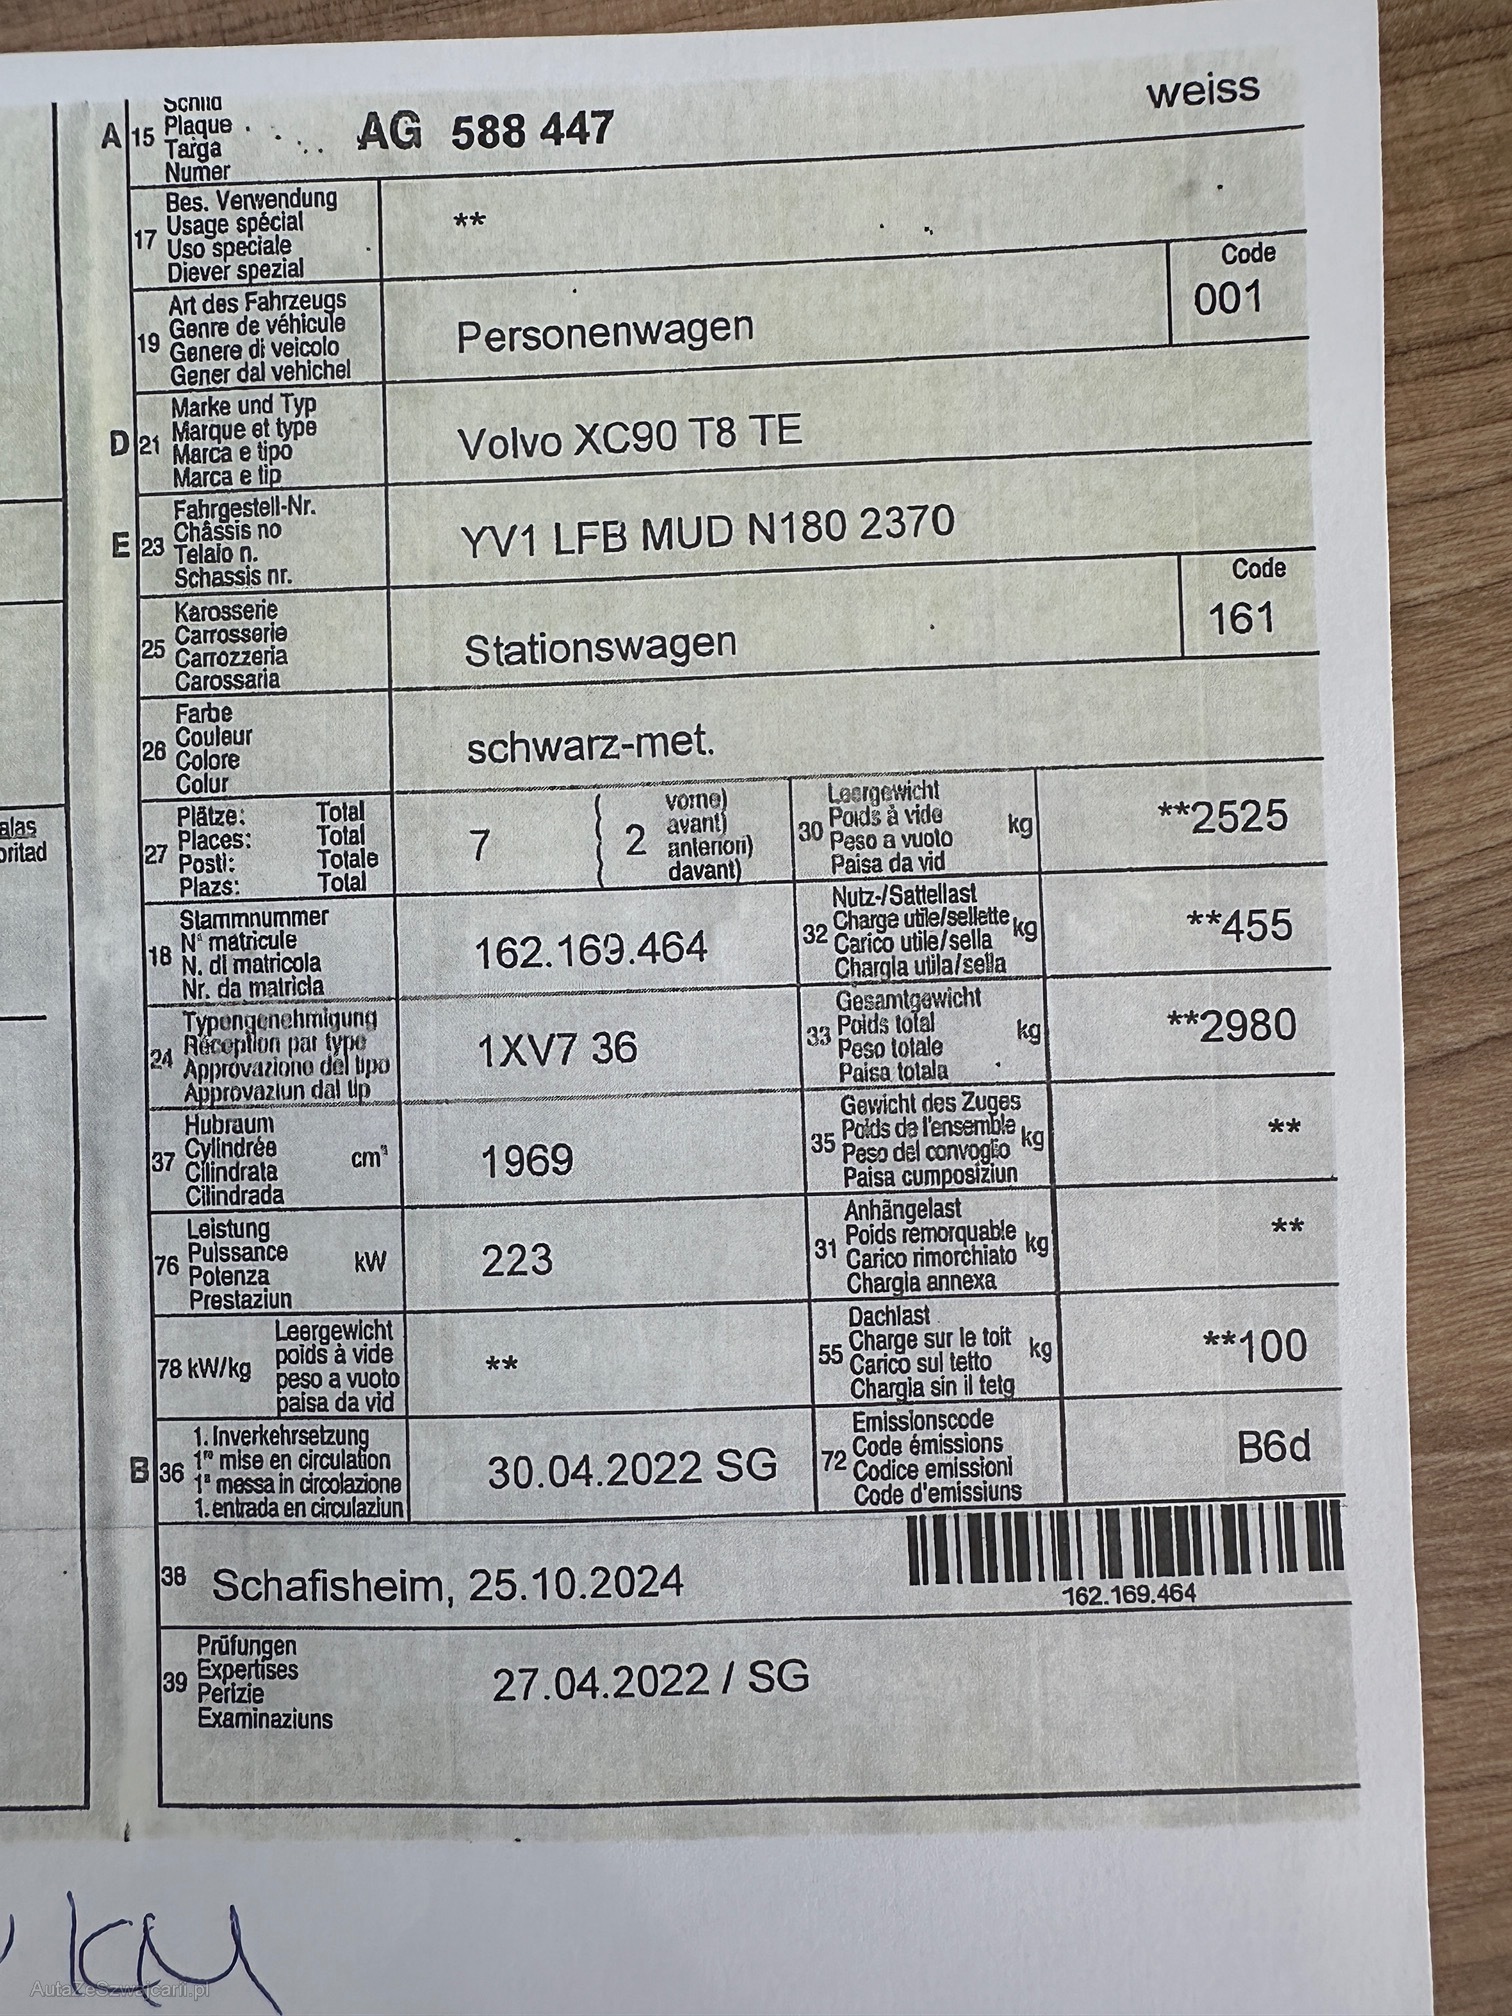 weiss
A 15 Schild
Plaque
Targa
Numer
AG 588 447
17 Bes. Verwendung
Usage spécial
Uso speciale
Diever spezial
**
19 Art des Fahrzeugs
Genre de véhicule
Genere di veicolo
Gener dal vehichel
Personenwagen
Code
001
D 21 Marke und Typ
Marque et type
Marca e tipo
Marca e tip
Volvo XC90 T8 TE
E 23 Fahrgestell-Nr.
Châssis no
Telaio n.
Schassis nr.
YV1 LFB MUD N180 2370
25 Karosserie
Carrosserie
Carrozzeria
Carossaria
Stationswagen
Code
161
26 Farbe
Couleur
Colore
Colur
schwarz-met.
alas
oritad
27 Plätze: Total
Places: Total
Posti: Totale
Plazs: Total
7
2 vorne)
avant)
anteriori)
davant)
30 Leergewicht
Poids à vide
Peso a vuoto
Paisa da vid
kg
**2525
18 Stammnummer
Nº matricule
N. di matricola
Nr. da matricla
162.169.464
32 Nutz-/Sattellast
Charge utile/sellette
Carico utile/sella
Chargia utila/sella
kg
**455
24 Typengenehmigung
Réception par type
Approvazione del tipo
Approvaziun dal tip
1XV7 36
33 Gesamtgewicht
Poids total
Peso totale
Paisa totala
kg
**2980
37 Hubraum
Cylindrée
Cilindrata
Cilindrada
cm³
1969
35 Gewicht des Zuges
Poids de l'ensemble
Peso del convoglio
Paisa cumposiziun
kg
**
76 Leistung
Puissance
Potenza
Prestaziun
kW
223
31 Anhängelast
Poids remorquable
Carico rimorchiato
Chargia annexa
kg
**
78 kW/kg
Leergewicht
poids à vide
peso a vuoto
paisa da vid
**
55 Dachlast
Charge sur le toit
Carico sul tetto
Chargia sin il tetg
kg
**100
B 36 1. Inverkehrsetzung
1re mise en circulation
1ª messa in circolazione
1. entrada en circulaziun
30.04.2022 SG
72 Emissionscode
Code émissions
Codice emissioni
Code d'emissiuns
B6d
38 Schafisheim, 25.10.2024
162.169.464
39 Prüfungen
Expertises
Perizie
Examinaziuns
27.04.2022 / SG
KM
AutaZeSzwajcarii.pl